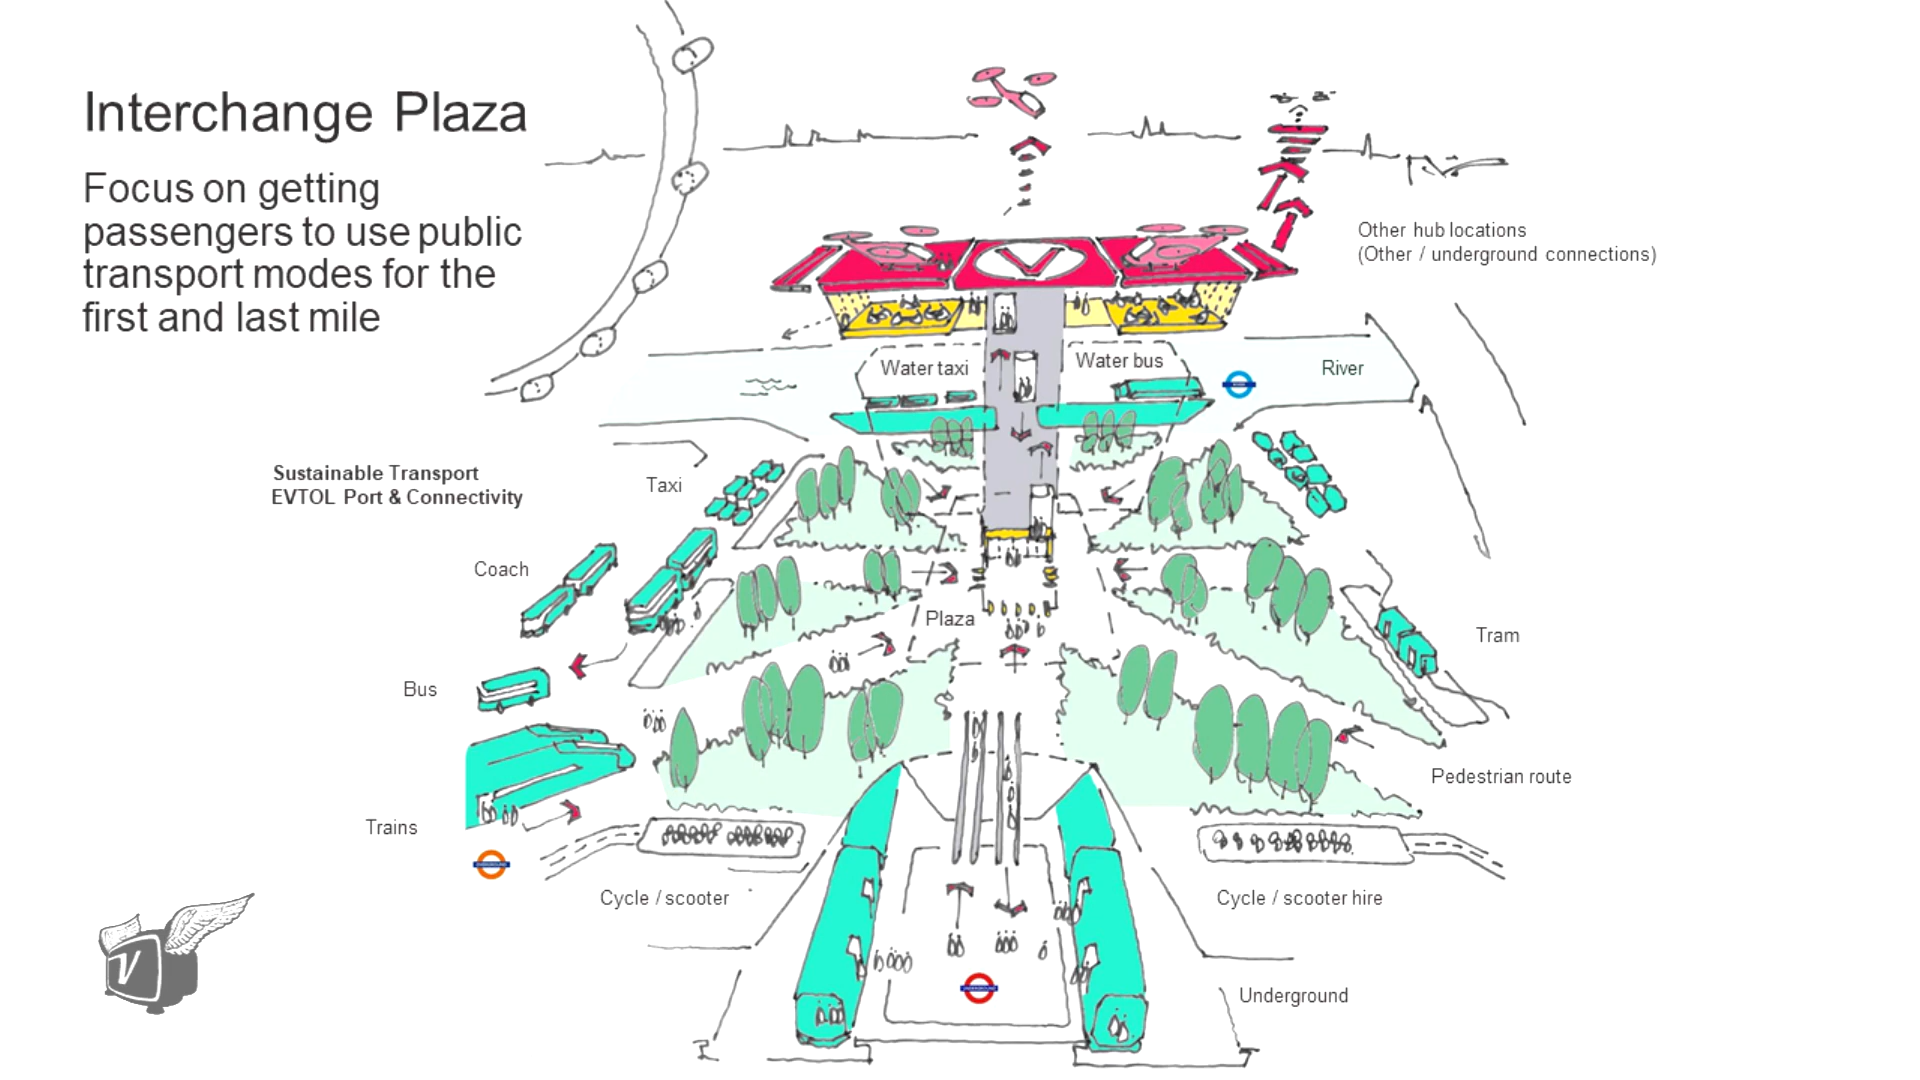 Interchange Plaza
Focus on getting
passengers to use public
transport modes for the
first and last mile
Other hub locations
(Other / underground connections)
V
Water taxi
Water bus
River
Sustainable Transport
EVTOL Port & Connectivity
Taxi
Coach
Plaza
Tram
Bus
Pedestrian route
Trains
UNDERGROUND
Cycle / scooter
Cycle / scooter hire
V
UNDERGROUND
Underground